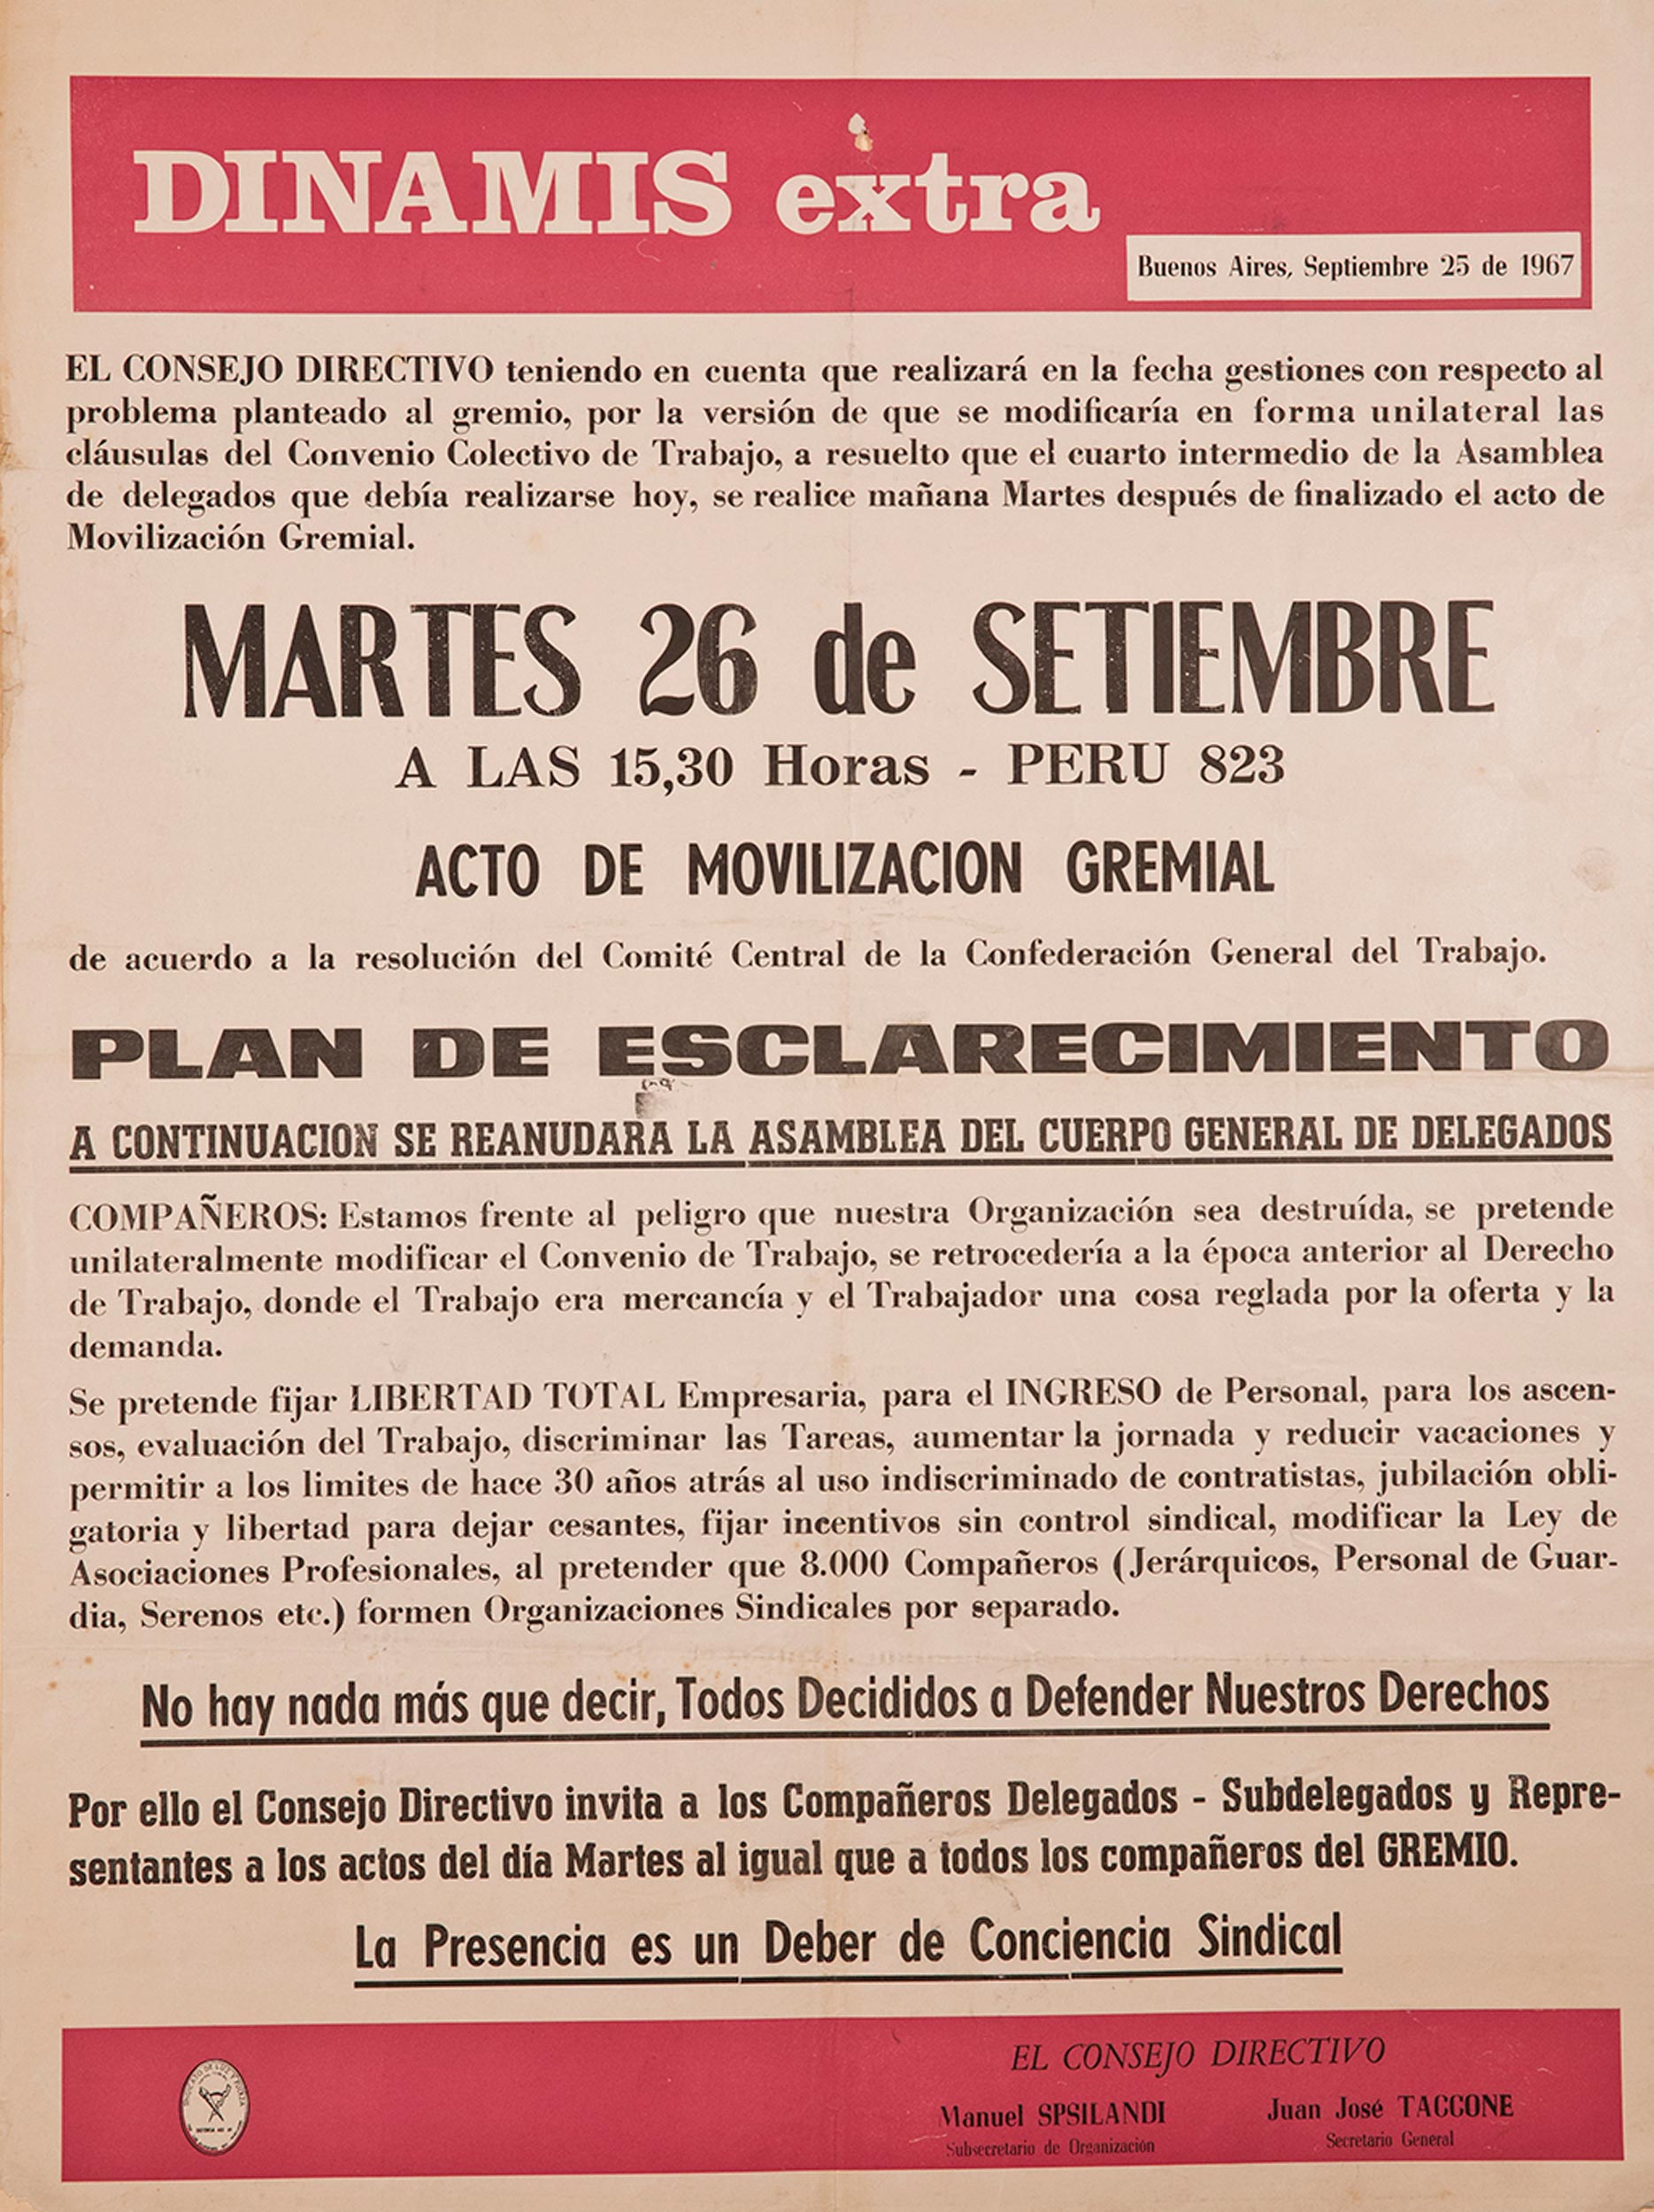 DINAMIS extra
Buenos Aires, Septiembre 25 de 1967
EL CONSEJO DIRECTIVO teniendo en cuenta que realizará en la fecha gestiones con respecto al
problema planteado al gremio, por la versión de que se modificaría en forma unilateral las
cláusulas del Convenio Colectivo de Trabajo, a resuelto que el cuarto intermedio de la Asamblea
de delegados que debía realizarse hoy, se realice mañana Martes después de finalizado el acto de
Movilización Gremial.
MARTES 26 de SETIEMBRE
A LAS 15,30 Horas - PERU 823
ACTO DE MOVILIZACION GREMIAL
de acuerdo a la resolución del Comité Central de la Confederación General del Trabajo.
PLAN DE ESCLARECIMIENTO
A CONTINUACION SE REANUDARA LA ASAMBLEA DEL CUERPO GENERAL DE DELEGADOS
COMPAÑEROS: Estamos frente al peligro que nuestra Organización sea destruída, se pretende
unilateralmente modificar el Convenio de Trabajo, se retrocedería a la época anterior al Derecho
de Trabajo, donde el Trabajo era mercancía y el Trabajador una cosa reglada por la oferta y la
demanda.
Se pretende fijar LIBERTAD TOTAL Empresaria, para el INGRESO de Personal, para los ascen-
sos, evaluación del Trabajo, discriminar las Tareas, aumentar la jornada y reducir vacaciones y
permitir a los limites de hace 30 años atrás al uso indiscriminado de contratistas, jubilación obli-
gatoria y libertad para dejar cesantes, fijar incentivos sin control sindical, modificar la Ley de
Asociaciones Profesionales, al pretender que 8.000 Compañeros (Jerárquicos, Personal de Guar-
dia, Serenos etc.) formen Organizaciones Sindicales por separado.
No hay nada más que decir, Todos Decididos a Defender Nuestros Derechos
Por ello el Consejo Directivo invita a los Compañeros Delegados - Subdelegados y Repre-
sentantes a los actos del día Martes al igual que a todos los compañeros del GREMIO.
La Presencia es un Deber de Conciencia Sindical
EL CONSEJO DIRECTIVO
Manuel SPSILANDI
Juan José TACCONE
Subsecretario de Organización
Secretario General
SINDICATO DE LUZ Y FUERZA